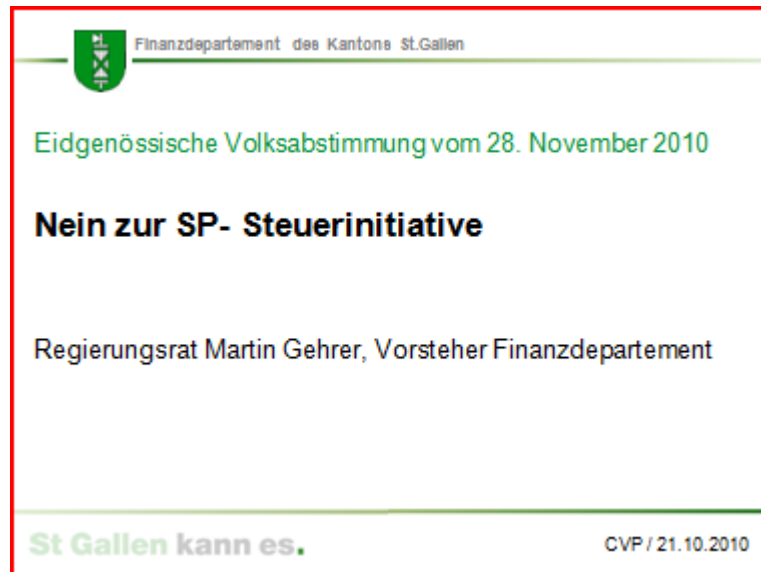 Finanzdepartement des Kantons St.Gallen
Eidgenössische Volksabstimmung vom 28. November 2010
Nein zur SP- Steuerinitiative
Regierungsrat Martin Gehrer, Vorsteher Finanzdepartement
St Gallen kann es.
CVP / 21.10.2010